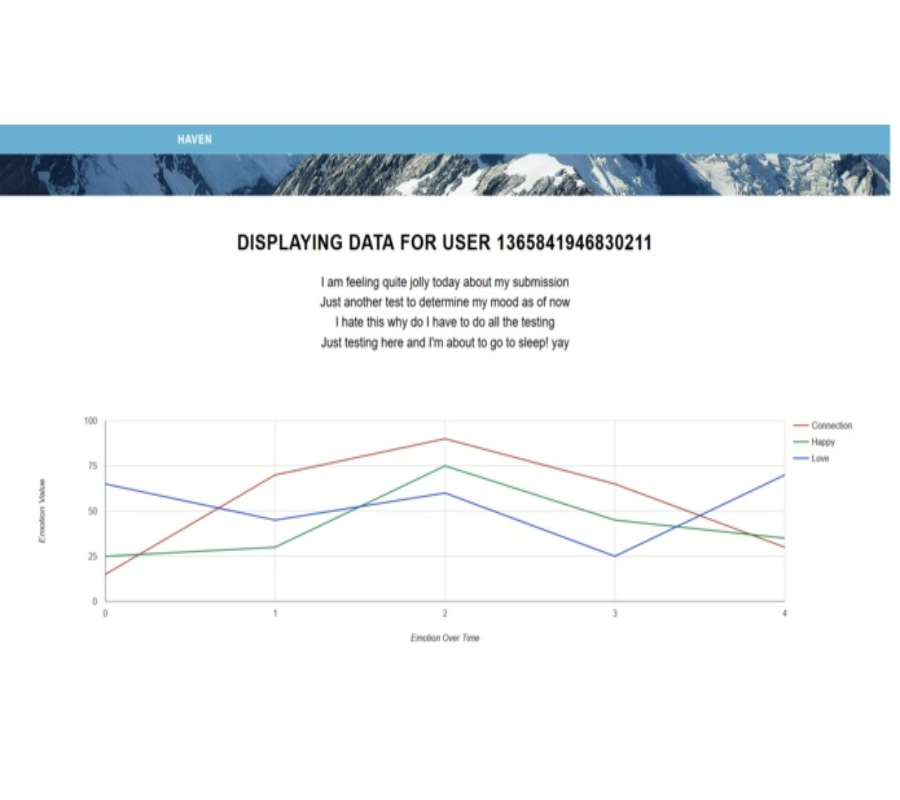 HAVEN
DISPLAYING DATA FOR USER 1365841946830211
I am feeling quite jolly today about my submission
Just another test to determine my mood as of now
I hate this why do I have to do all the testing
Just testing here and I'm about to go to sleep! yay
100
75
50
25
0
Emotion Value
0 1 2 3 4
Emotion Over Time
Connection
Happy
Love